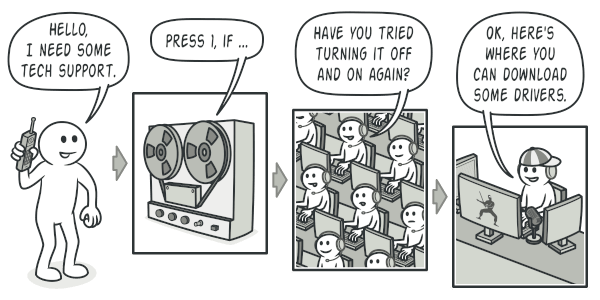 HELLO,
I NEED SOME
TECH SUPPORT.
PRESS 1, IF ...
HAVE YOU TRIED
TURNING IT OFF
AND ON AGAIN?
OK, HERE'S
WHERE YOU
CAN DOWNLOAD
SOME DRIVERS.